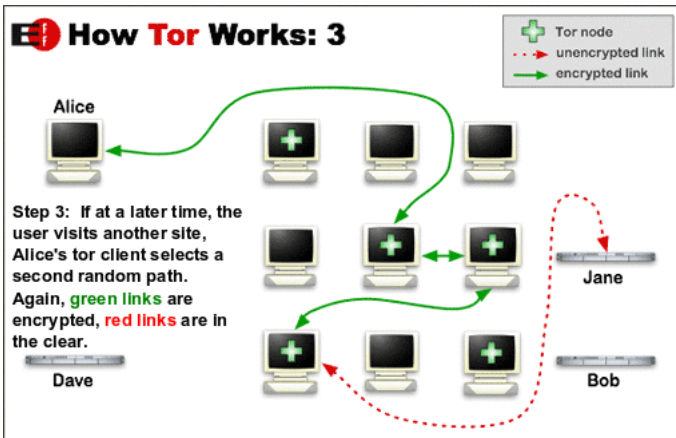 EFF How Tor Works: 3
Tor node
unencrypted link
encrypted link
Alice
Step 3: If at a later time, the
user visits another site,
Alice's tor client selects a
second random path.
Again, green links are
encrypted, red links are in
the clear.
Jane
Dave
Bob